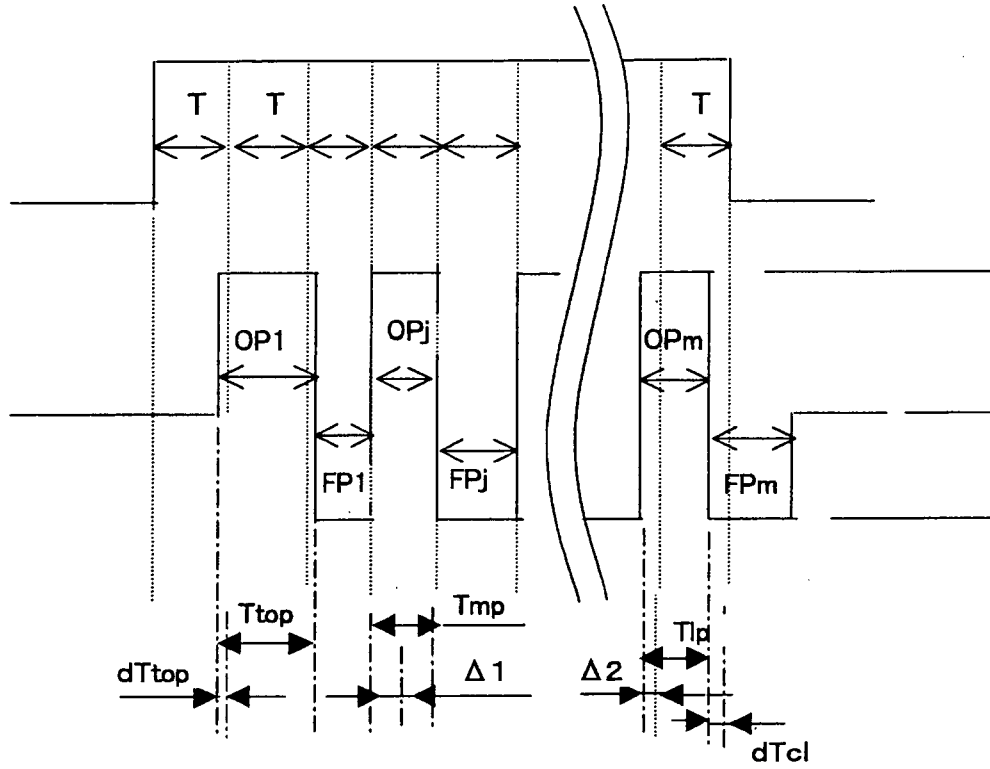 T T T
OP1 OPj OPm
FP1 FPj FPm
Ttop Tmp Tlp
dTtop Δ1 Δ2
dTcl